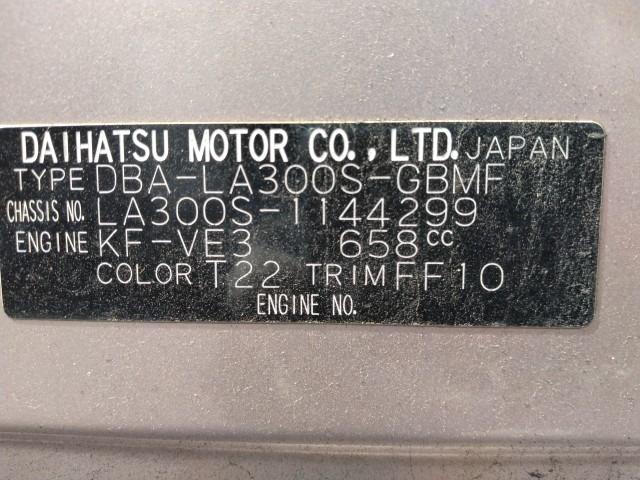 DAIHATSU MOTOR CO., LTD. JAPAN
TYPE DBA-LA300S-GBMF
CHASSIS NO. LA300S-1144299
ENGINE KF-VE3 658cc
COLOR T22 TRIM FF10
ENGINE NO.